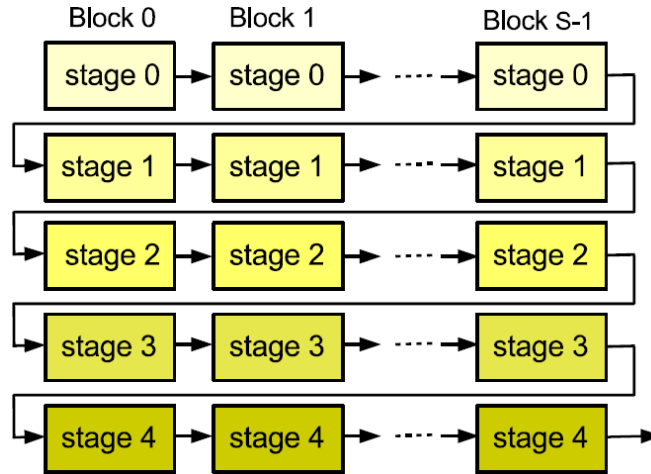 Block 0 Block 1 Block S-1
stage 0 stage 0 stage 0
stage 1 stage 1 stage 1
stage 2 stage 2 stage 2
stage 3 stage 3 stage 3
stage 4 stage 4 stage 4